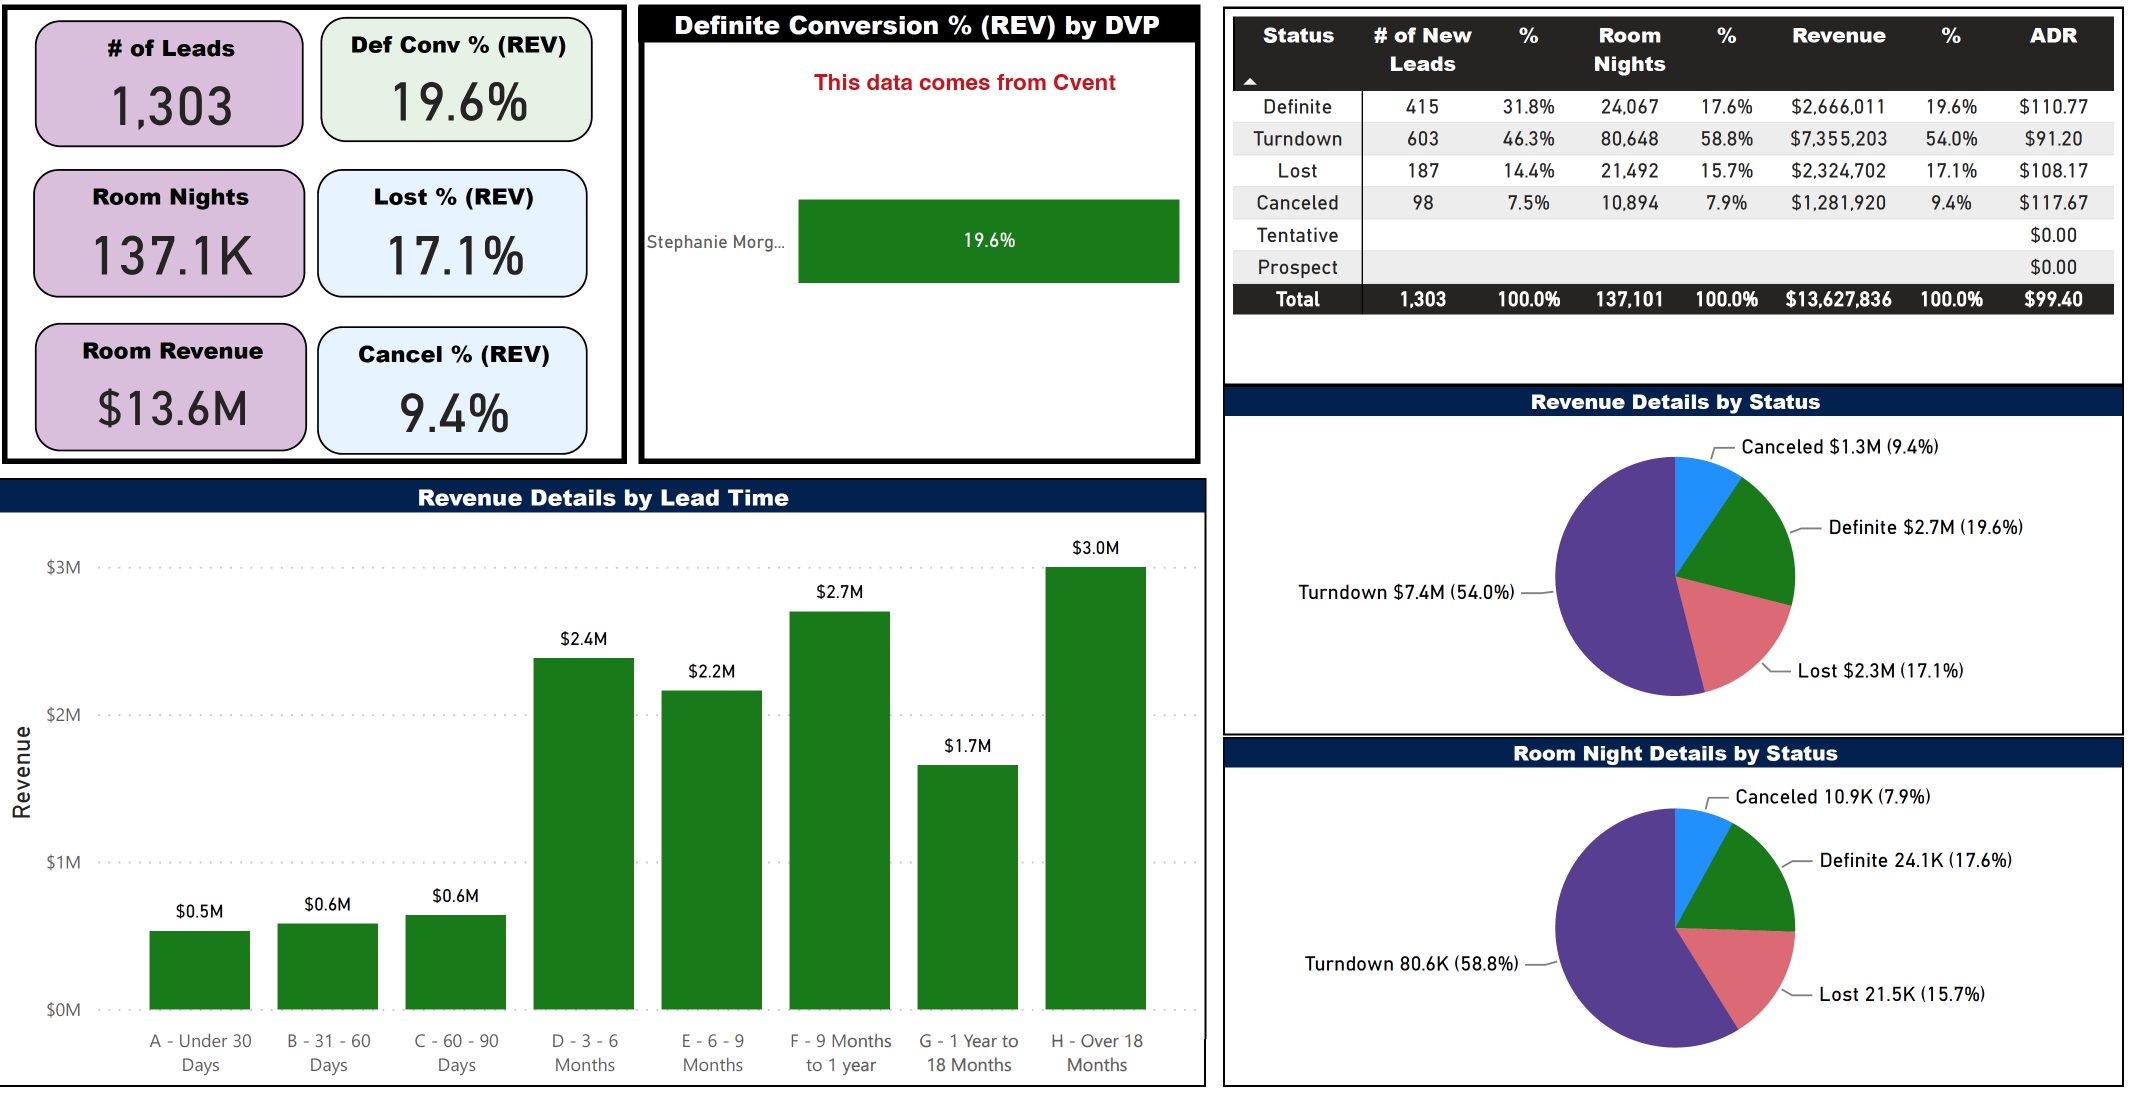 # of Leads
1,303
Def Conv % (REV)
19.6%
Room Nights
137.1K
Lost % (REV)
17.1%
Room Revenue
$13.6M
Cancel % (REV)
9.4%
Definite Conversion % (REV) by DVP
This data comes from Cvent
Stephanie Morg...
19.6%
Status # of New Leads % Room Nights % Revenue % ADR
Definite 415 31.8% 24,067 17.6% $2,666,011 19.6% $110.77
Turndown 603 46.3% 80,648 58.8% $7,355,203 54.0% $91.20
Lost 187 14.4% 21,492 15.7% $2,324,702 17.1% $108.17
Canceled 98 7.5% 10,894 7.9% $1,281,920 9.4% $117.67
Tentative $0.00
Prospect $0.00
Total 1,303 100.0% 137,101 100.0% $13,627,836 100.0% $99.40
Revenue Details by Lead Time
Revenue
$3M
$2M
$1M
$0M
$0.5M
$0.6M
$0.6M
$2.4M
$2.2M
$2.7M
$1.7M
$3.0M
A - Under 30 Days
B - 31 - 60 Days
C - 60 - 90 Days
D - 3 - 6 Months
E - 6 - 9 Months
F - 9 Months to 1 year
G - 1 Year to 18 Months
H - Over 18 Months
Revenue Details by Status
Canceled $1.3M (9.4%)
Definite $2.7M (19.6%)
Turndown $7.4M (54.0%)
Lost $2.3M (17.1%)
Room Night Details by Status
Canceled 10.9K (7.9%)
Definite 24.1K (17.6%)
Turndown 80.6K (58.8%)
Lost 21.5K (15.7%)